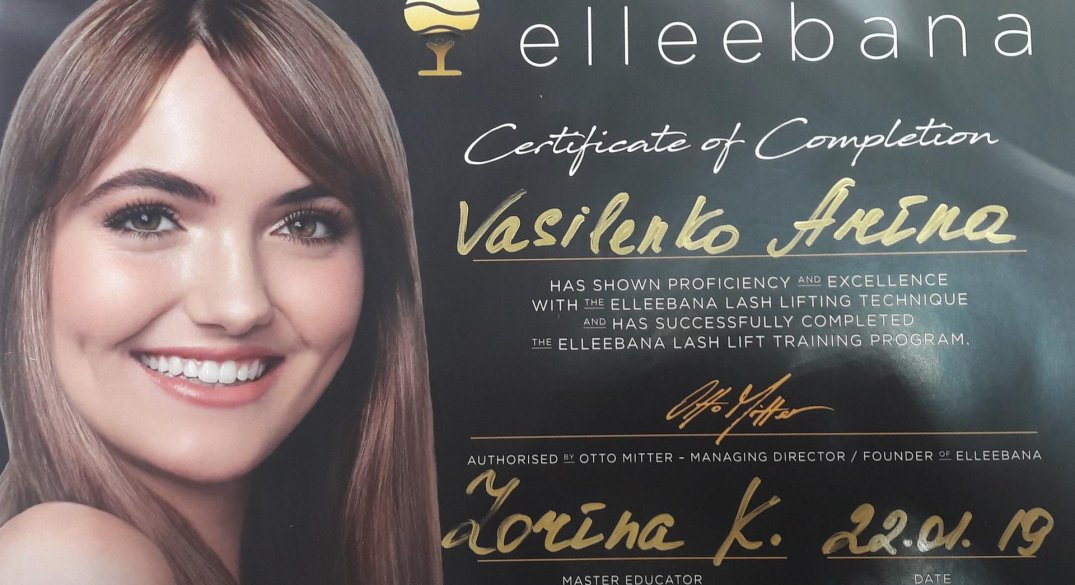 elleebana
Certificate of Completion
Vasilenko Arina
HAS SHOWN PROFICIENCY AND EXCELLENCE
WITH THE ELLEEBANA LASH LIFTING TECHNIQUE
AND HAS SUCCESSFULLY COMPLETED
THE ELLEEBANA LASH LIFT TRAINING PROGRAM.
Otto Mitter
AUTHORISED BY OTTO MITTER – MANAGING DIRECTOR / FOUNDER OF ELLEEBANA
Zorina K. 22.01.19
MASTER EDUCATOR DATE